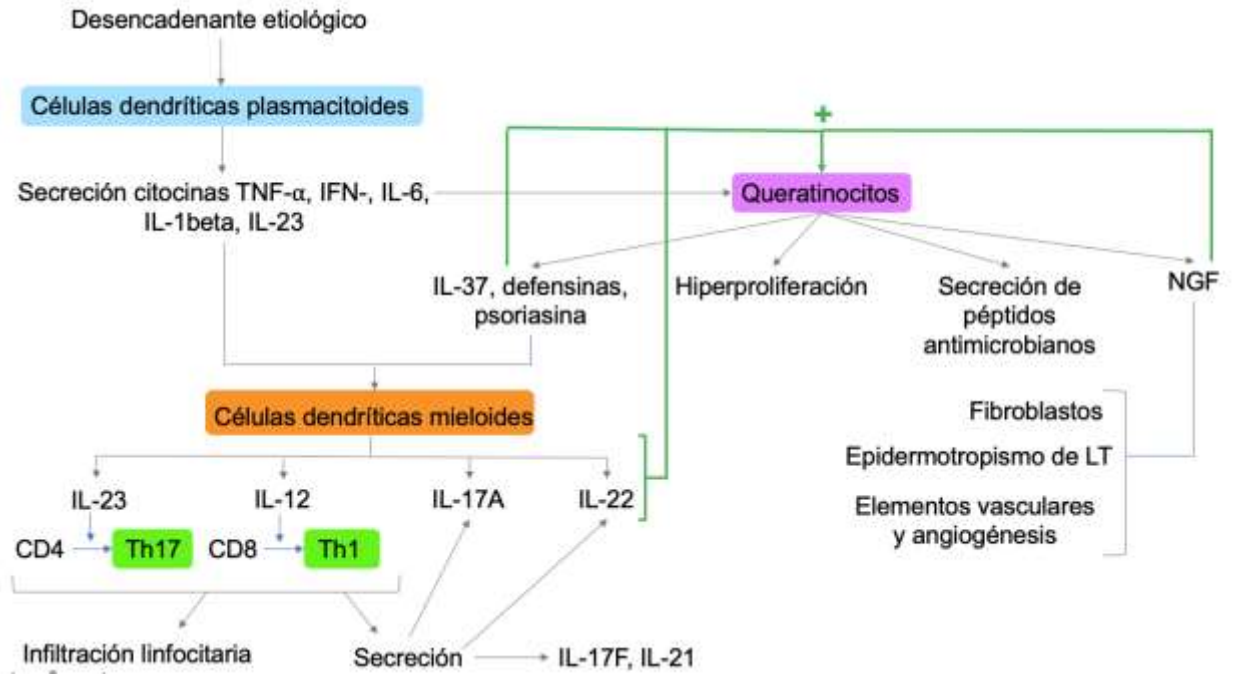 Desencadenante etiológico
Células dendríticas plasmacitoides
+
Secreción citocinas TNF-α, IFN-, IL-6,
IL-1beta, IL-23
Queratinocitos
IL-37, defensinas,
psoriasina
Hiperproliferación
Secreción de
péptidos
antimicrobianos
NGF
Células dendríticas mieloides
Fibroblastos
Epidermotropismo de LT
Elementos vasculares
y angiogénesis
IL-23
IL-12
IL-17A
IL-22
CD4
Th17
CD8
Th1
Infiltración linfocitaria
Secreción
IL-17F, IL-21